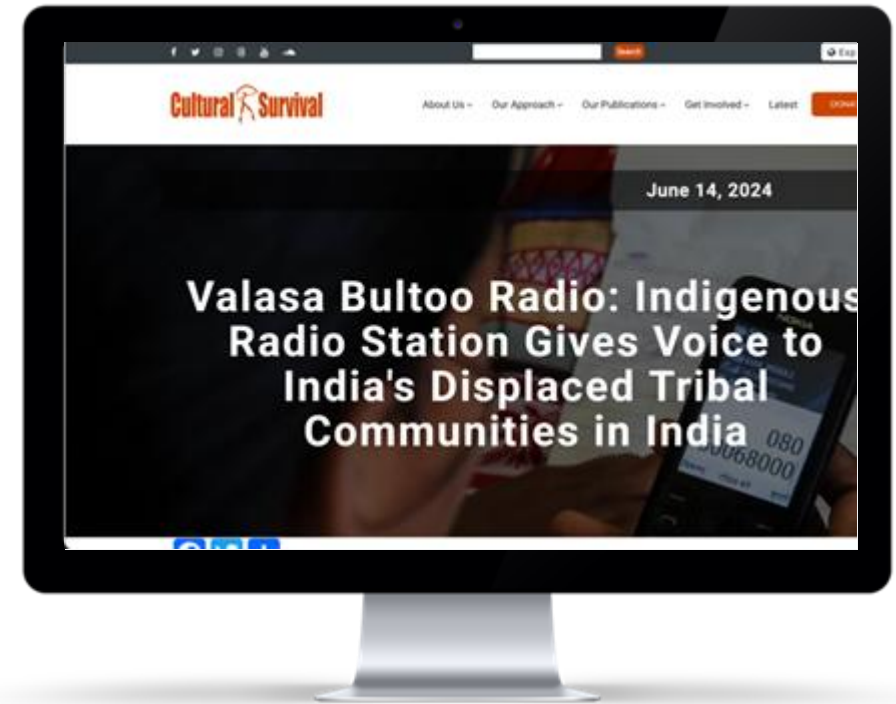 Search
Cultural Survival
About Us
Our Approach
Our Publications
Get Involved
Latest
June 14, 2024
Valasa Bultoo Radio: Indigenous
Radio Station Gives Voice to
India's Displaced Tribal
Communities in India
NOKIA
080
68000